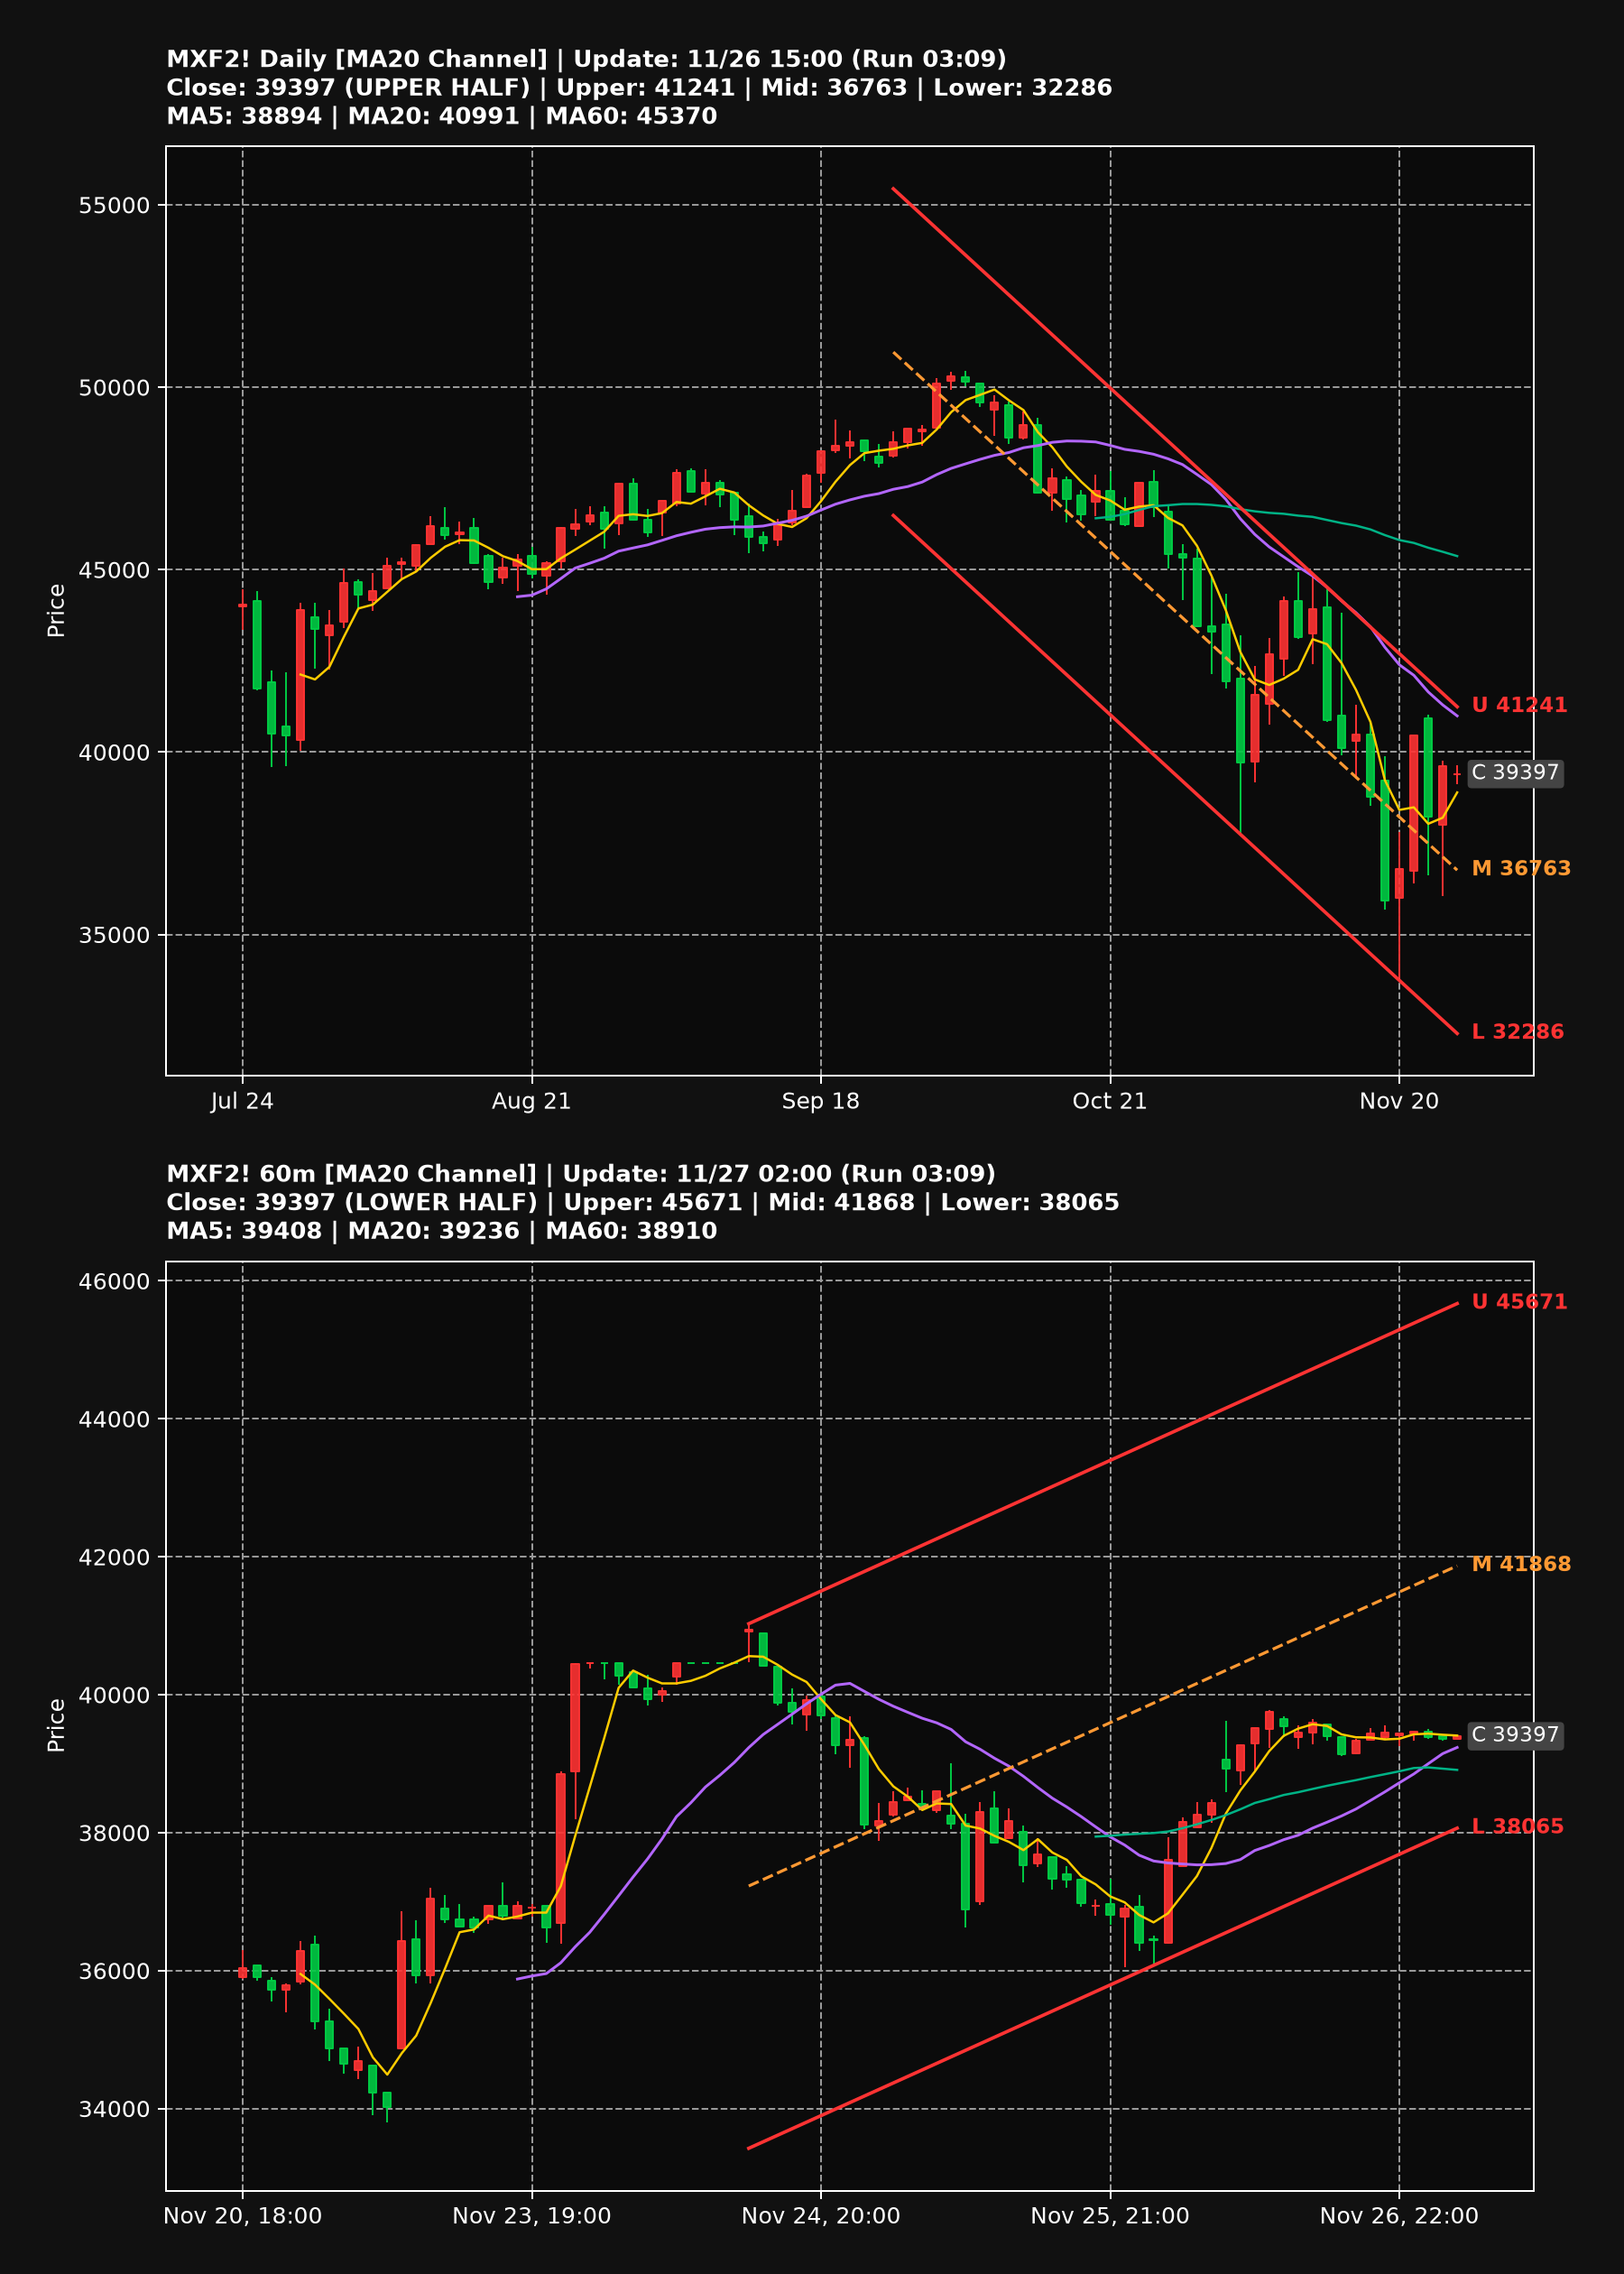 MXF2! Daily [MA20 Channel] | Update: 11/26 15:00 (Run 03:09)
Close: 39397 (UPPER HALF) | Upper: 41241 | Mid: 36763 | Lower: 32286
MA5: 38894 | MA20: 40991 | MA60: 45370
Price
55000
50000
45000
40000
35000
U 41241
C 39397
M 36763
L 32286
Jul 24
Aug 21
Sep 18
Oct 21
Nov 20
MXF2! 60m [MA20 Channel] | Update: 11/27 02:00 (Run 03:09)
Close: 39397 (LOWER HALF) | Upper: 45671 | Mid: 41868 | Lower: 38065
MA5: 39408 | MA20: 39236 | MA60: 38910
Price
46000
44000
42000
40000
38000
36000
34000
U 45671
M 41868
C 39397
L 38065
Nov 20, 18:00
Nov 23, 19:00
Nov 24, 20:00
Nov 25, 21:00
Nov 26, 22:00